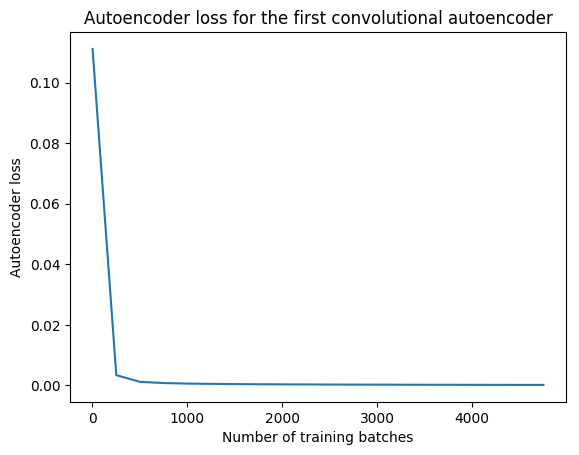 Autoencoder loss for the first convolutional autoencoder
0.10
0.08
0.06
0.04
0.02
0.00
Autoencoder loss
0 1000 2000 3000 4000
Number of training batches